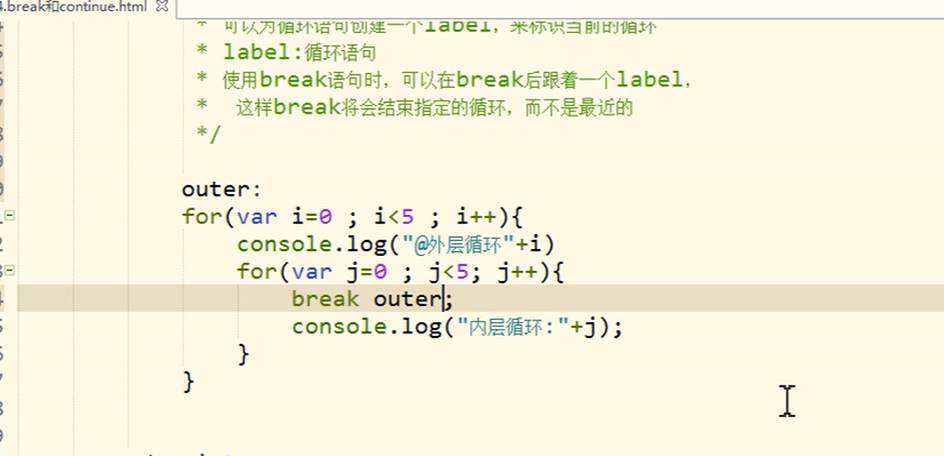 4.break和continue.html
* 可以为循环语句创建一个label，来标识当前的循环
* label:循环语句
* 使用break语句时，可以在break后跟着一个label，
* 这样break将会结束指定的循环，而不是最近的
*/
outer:
for(var i=0 ; i<5 ; i++){
console.log("@外层循环"+i)
for(var j=0 ; j<5; j++){
break outer;
console.log("内层循环:"+j);
}
}